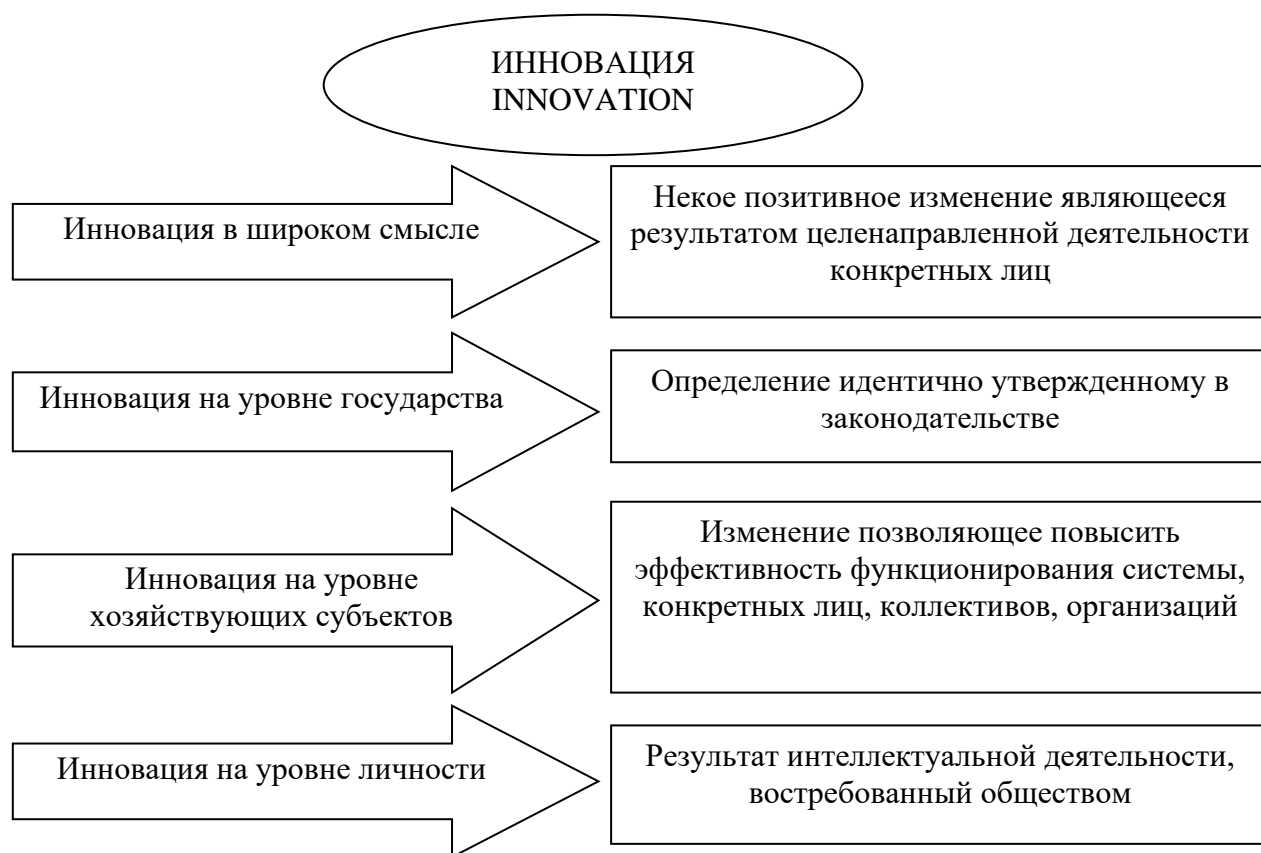 ИННОВАЦИЯ
INNOVATION
Инновация в широком смысле
Некое позитивное изменение являющееся
результатом целенаправленной деятельности
конкретных лиц
Инновация на уровне государства
Определение идентично утвержденному в
законодательстве
Инновация на уровне
хозяйствующих субъектов
Изменение позволяющее повысить
эффективность функционирования системы,
конкретных лиц, коллективов, организаций
Инновация на уровне личности
Результат интеллектуальной деятельности,
востребованный обществом